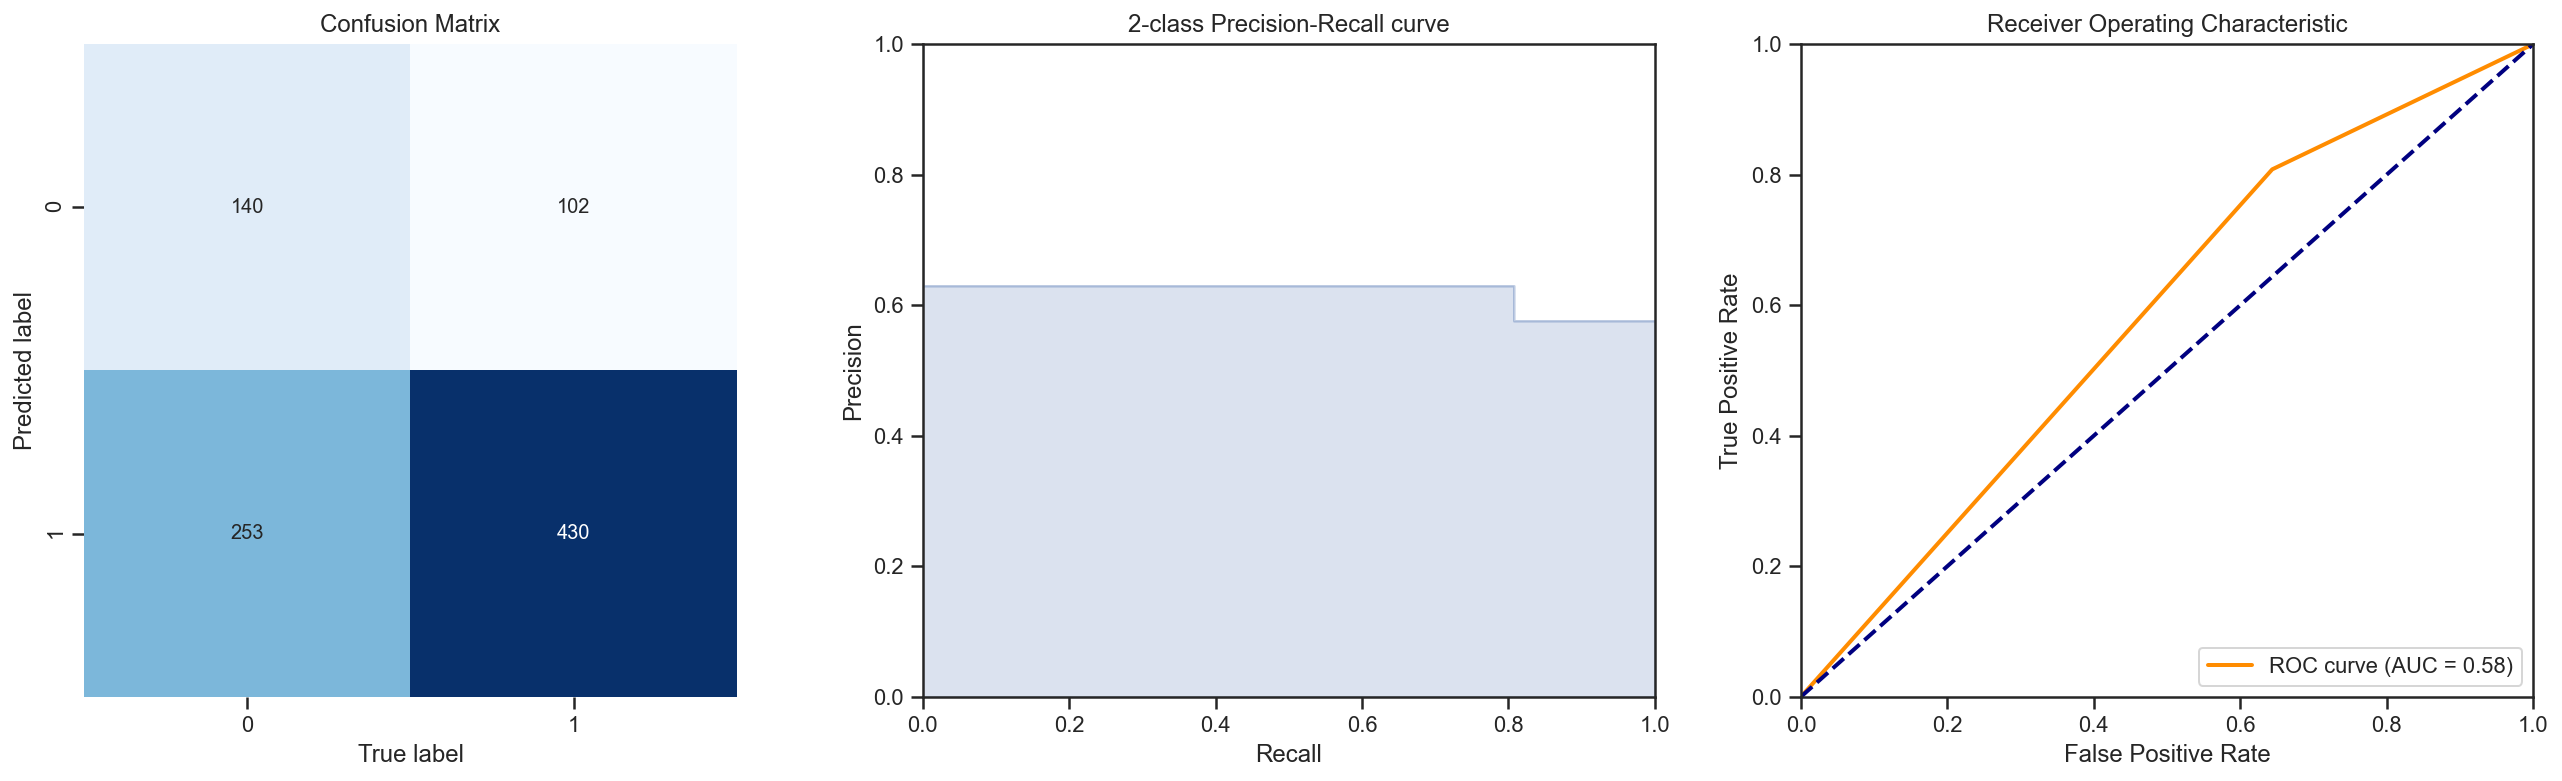 Confusion Matrix
140
102
253
430
0
1
Predicted label
0
1
True label
2-class Precision-Recall curve
1.0
0.8
0.6
0.4
0.2
0.0
Precision
0.0 0.2 0.4 0.6 0.8 1.0
Recall
Receiver Operating Characteristic
1.0
0.8
0.6
0.4
0.2
0.0
True Positive Rate
ROC curve (AUC = 0.58)
0.0 0.2 0.4 0.6 0.8 1.0
False Positive Rate